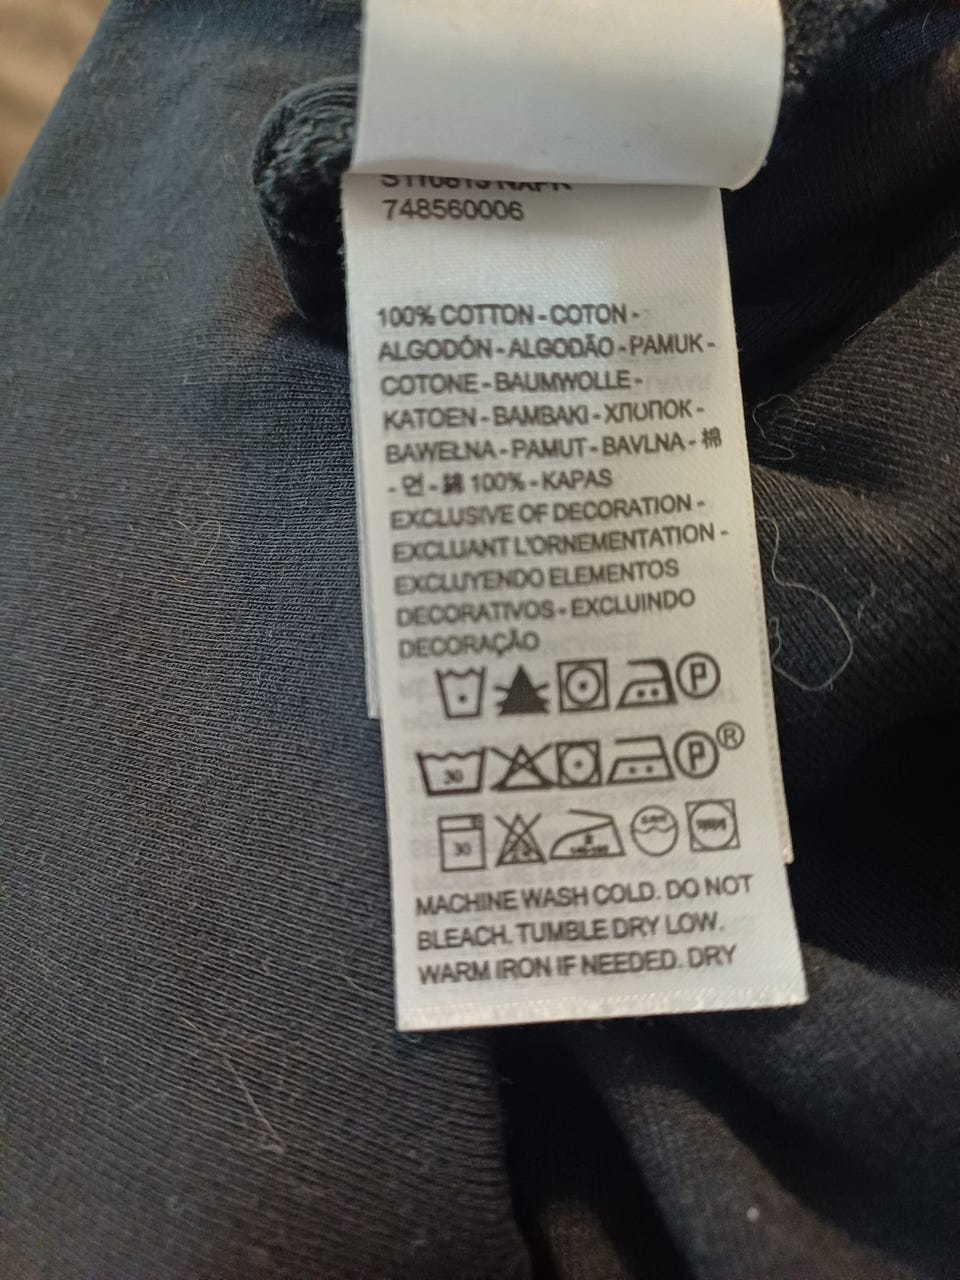 748560006
100% COTTON - COTON -
ALGODÓN - ALGODÃO - PAMUK -
COTONE - BAUMWOLLE -
KATOEN - BAMBAKI - ХЛОПОК -
BAWEŁNA - PAMUT - BAVLNA - 棉
- 면 - 綿 100% - KAPAS
EXCLUSIVE OF DECORATION -
EXCLUANT L'ORNEMENTATION -
EXCLUYENDO ELEMENTOS
DECORATIVOS - EXCLUINDO
DECORAÇÃO
P
30 P ®
30
MACHINE WASH COLD. DO NOT
BLEACH. TUMBLE DRY LOW.
WARM IRON IF NEEDED. DRY